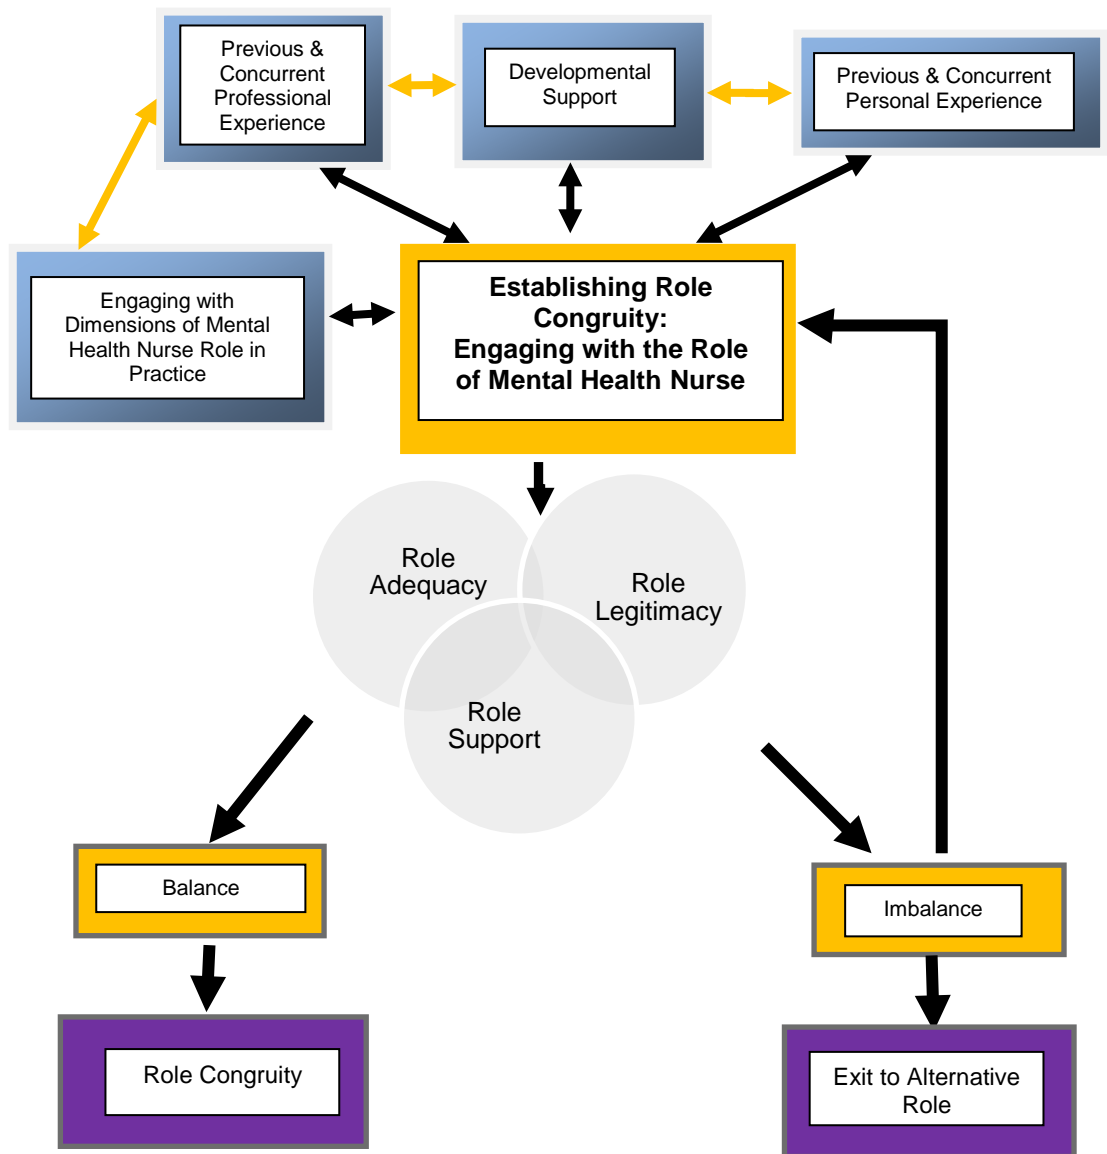 Previous &
Concurrent
Professional
Experience
Developmental
Support
Previous & Concurrent
Personal Experience
Engaging with
Dimensions of Mental
Health Nurse Role in
Practice
Establishing Role
Congruity:
Engaging with the Role
of Mental Health Nurse
Role
Adequacy
Role
Legitimacy
Role
Support
Balance
Imbalance
Role Congruity
Exit to Alternative
Role